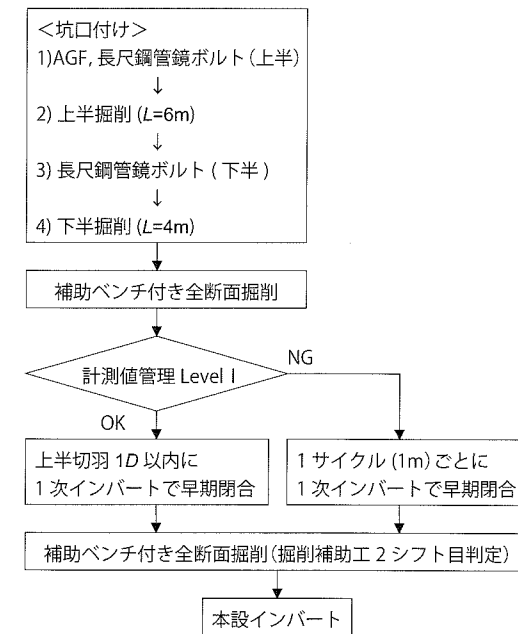 ＜坑口付け＞
1)AGF, 長尺鋼管鏡ボルト(上半)
↓
2) 上半掘削 (L=6m)
↓
3) 長尺鋼管鏡ボルト ( 下半 )
↓
4) 下半掘削 (L=4m)
補助ベンチ付き全断面掘削
計測値管理 Level I
NG
OK
上半切羽 1D 以内に
1 次インバートで早期閉合
1 サイクル (1m) ごとに
1 次インバートで早期閉合
補助ベンチ付き全断面掘削(掘削補助工 2 シフト目判定)
本設インバート